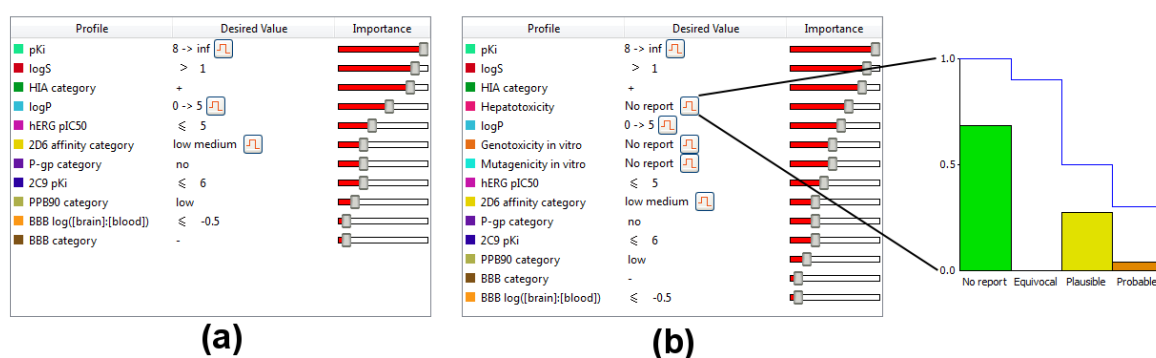 Profile Desired Value Importance
pKi 8 -> inf
logS > 1
HIA category +
logP 0 -> 5
hERG pIC50 ≤ 5
2D6 affinity category low medium
P-gp category no
2C9 pKi ≤ 6
PPB90 category low
BBB log([brain]:[blood]) ≤ -0.5
BBB category -
(a)
Profile Desired Value Importance
pKi 8 -> inf
logS > 1
HIA category +
Hepatotoxicity No report
logP 0 -> 5
Genotoxicity in vitro No report
Mutagenicity in vitro No report
hERG pIC50 ≤ 5
2D6 affinity category low medium
P-gp category no
2C9 pKi ≤ 6
PPB90 category low
BBB category -
BBB log([brain]:[blood]) ≤ -0.5
(b)
1.0
0.5
0.0
No report Equivocal Plausible Probable